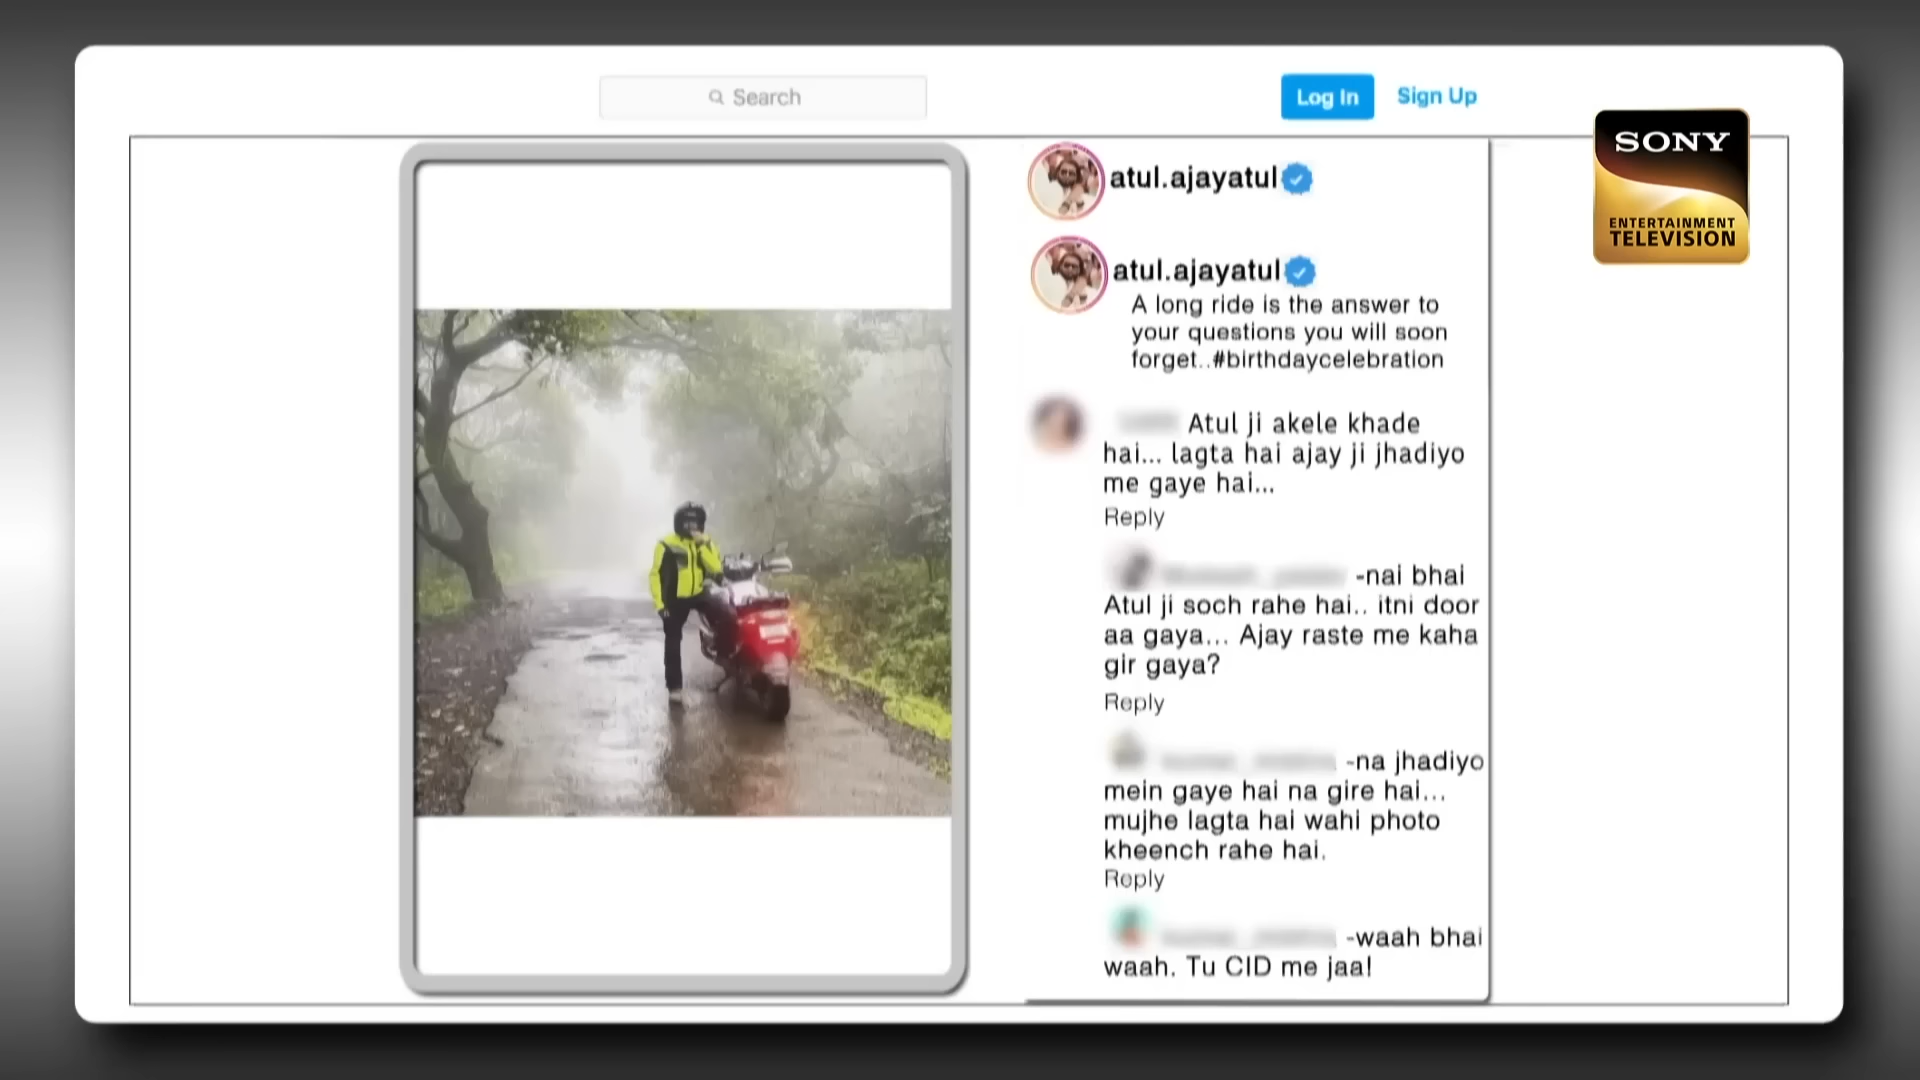 Search
Log In
Sign Up
SONY
ENTERTAINMENT
TELEVISION
atul.ajayatul
atul.ajayatul
A long ride is the answer to
your questions you will soon
forget..#birthdaycelebration
Atul ji akele khade
hai... lagta hai ajay ji jhadiyo
me gaye hai...
Reply
-nai bhai
Atul ji soch rahe hai.. itni door
aa gaya... Ajay raste me kaha
gir gaya?
Reply
-na jhadiyo
mein gaye hai na gire hai...
mujhe lagta hai wahi photo
kheench rahe hai.
Reply
-waah bhai
waah. Tu CID me jaa!